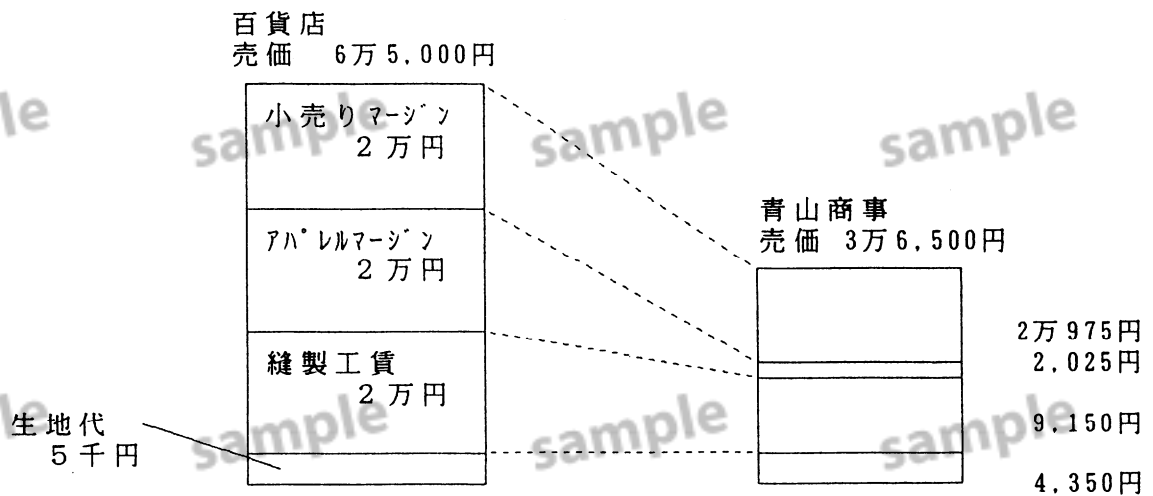 百貨店
売価 6万5,000円
小売りﾏｰｼﾞﾝ
2万円
ｱﾊﾟﾚﾙﾏｰｼﾞﾝ
2万円
縫製工賃
2万円
生地代
5千円
青山商事
売価 3万6,500円
2万975円
2,025円
9,150円
4,350円
ple
sample
sample
sample
ple
sample
sample
sample